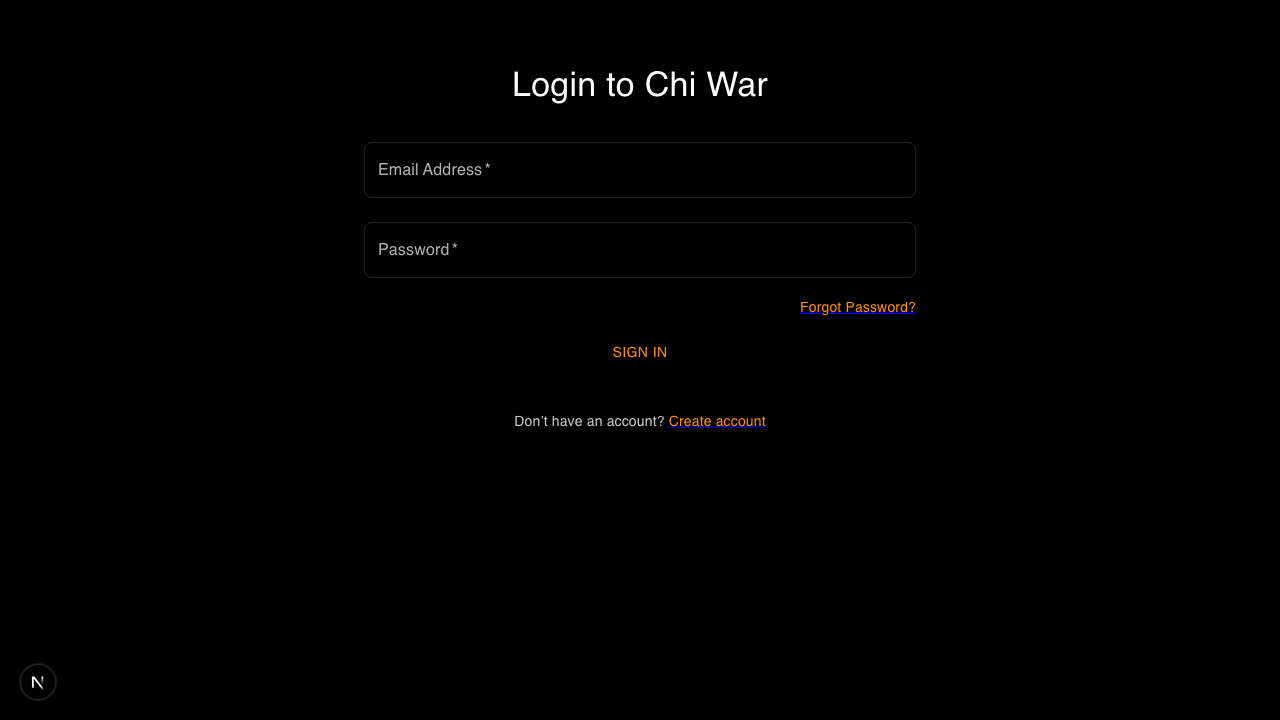 Login to Chi War
Email Address *
Password *
Forgot Password?
SIGN IN
Don't have an account? Create account
N